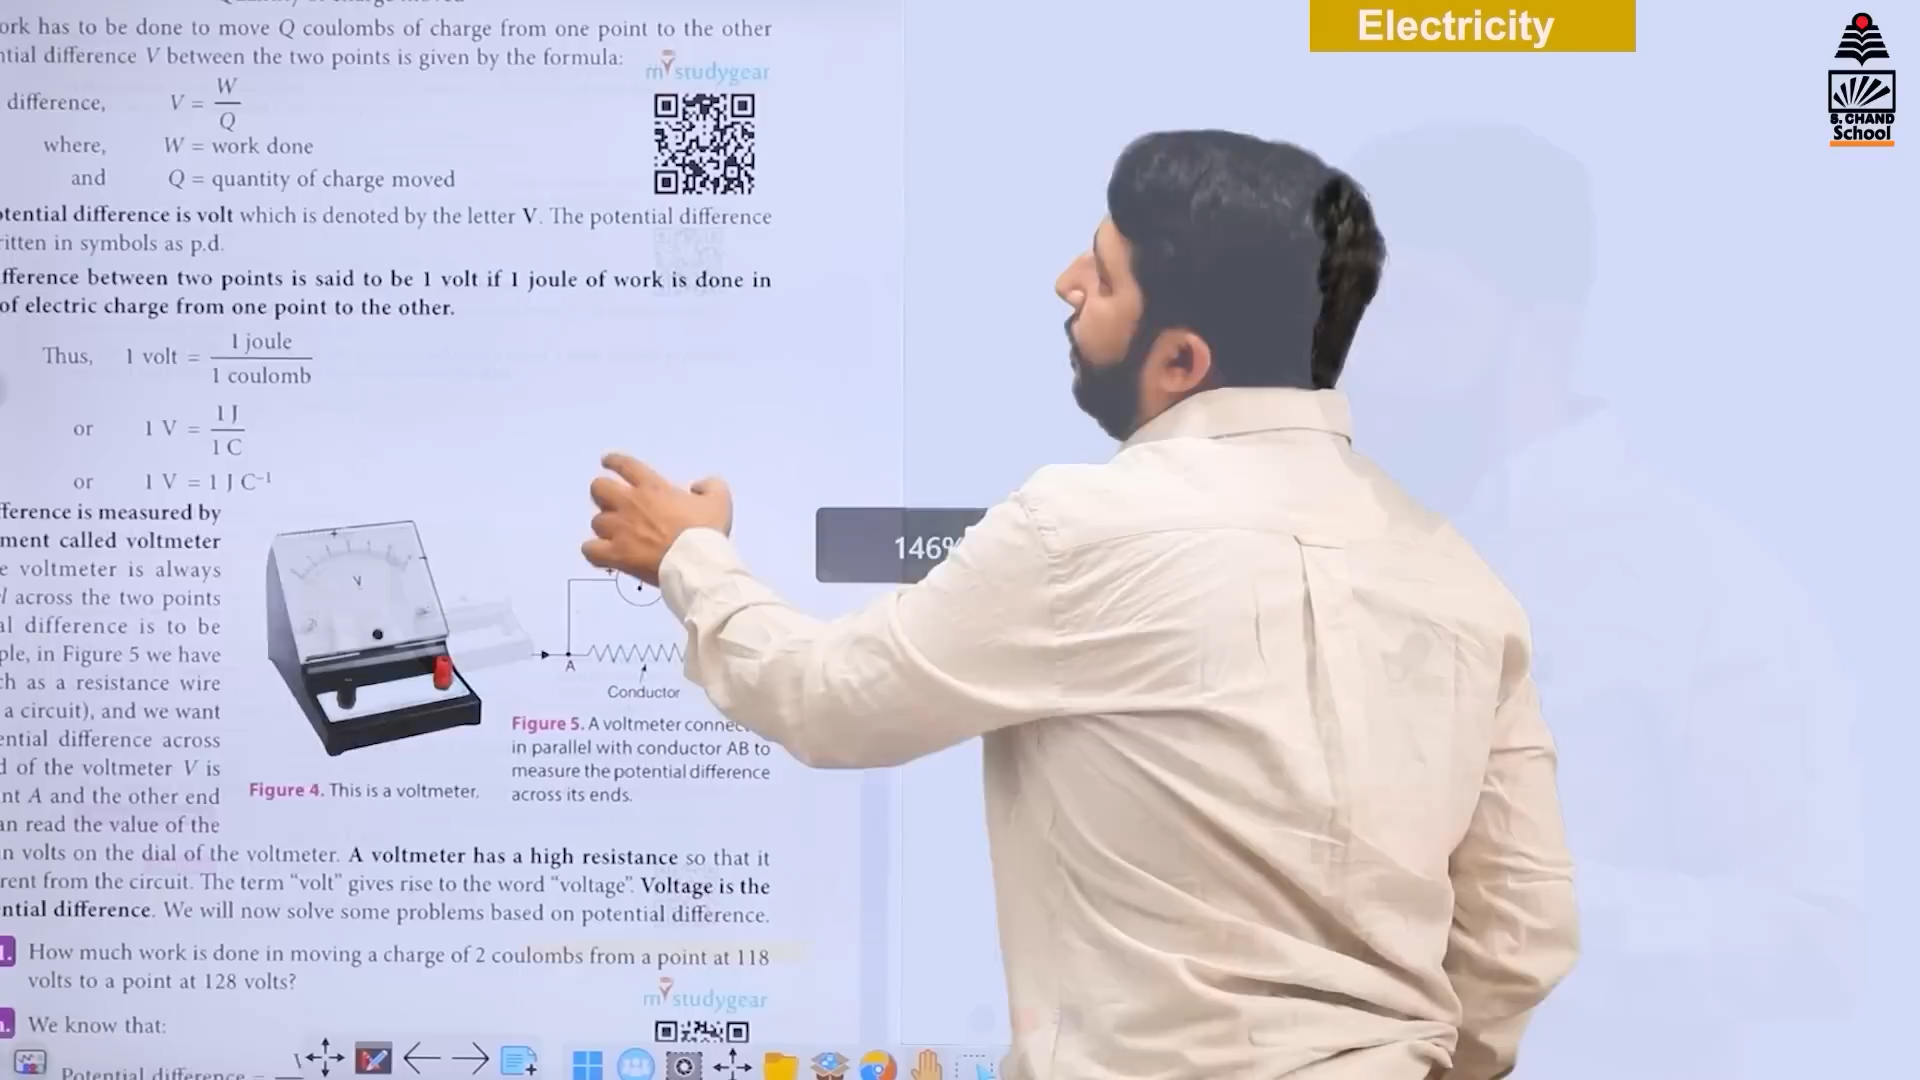 Electricity
S. CHAND
School
ork has to be done to move Q coulombs of charge from one point to the other
ntial difference V between the two points is given by the formula:
mystudygear
difference, V = W/Q
where, W = work done
and Q = quantity of charge moved
otential difference is volt which is denoted by the letter V. The potential difference
ritten in symbols as p.d.
fference between two points is said to be 1 volt if 1 joule of work is done in
of electric charge from one point to the other.
Thus, 1 volt = 1 joule/1 coulomb
or 1 V = 1 J/1 C
or 1 V = 1 J C⁻¹
fference is measured by
ment called voltmeter
e voltmeter is always
l across the two points
al difference is to be
ple, in Figure 5 we have
ch as a resistance wire
a circuit), and we want
ential difference across
d of the voltmeter V is
nt A and the other end
an read the value of the
V
+
A
Conductor
146%
Figure 4. This is a voltmeter.
Figure 5. A voltmeter connec
in parallel with conductor AB to
measure the potential difference
across its ends.
n volts on the dial of the voltmeter. A voltmeter has a high resistance so that it
rent from the circuit. The term “volt” gives rise to the word “voltage”. Voltage is the
ntial difference. We will now solve some problems based on potential difference.
How much work is done in moving a charge of 2 coulombs from a point at 118
volts to a point at 128 volts?
mystudygear
We know that:
Potential difference =